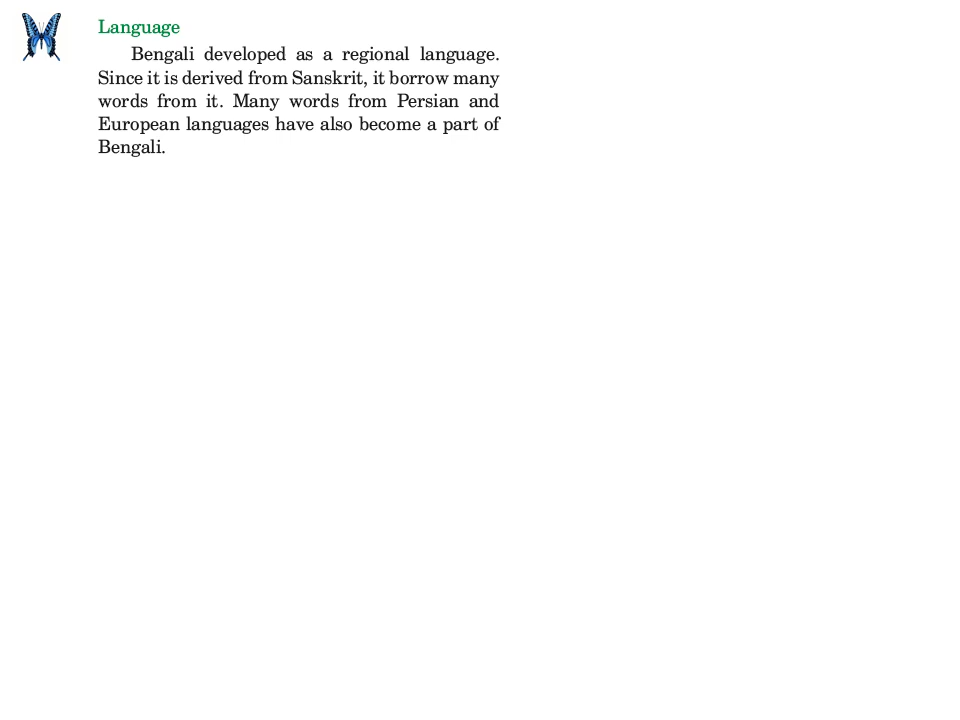 Language
Bengali developed as a regional language.
Since it is derived from Sanskrit, it borrow many
words from it. Many words from Persian and
European languages have also become a part of
Bengali.